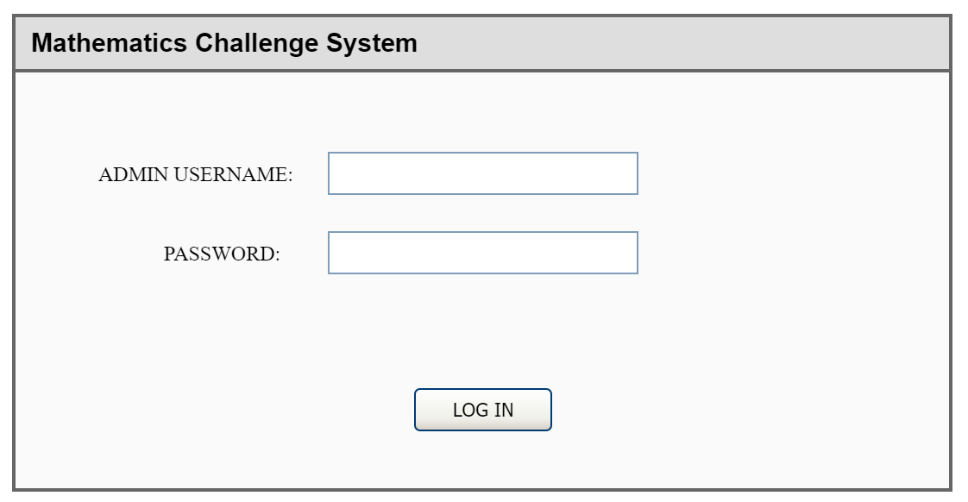 Mathematics Challenge System
ADMIN USERNAME:
PASSWORD:
LOG IN